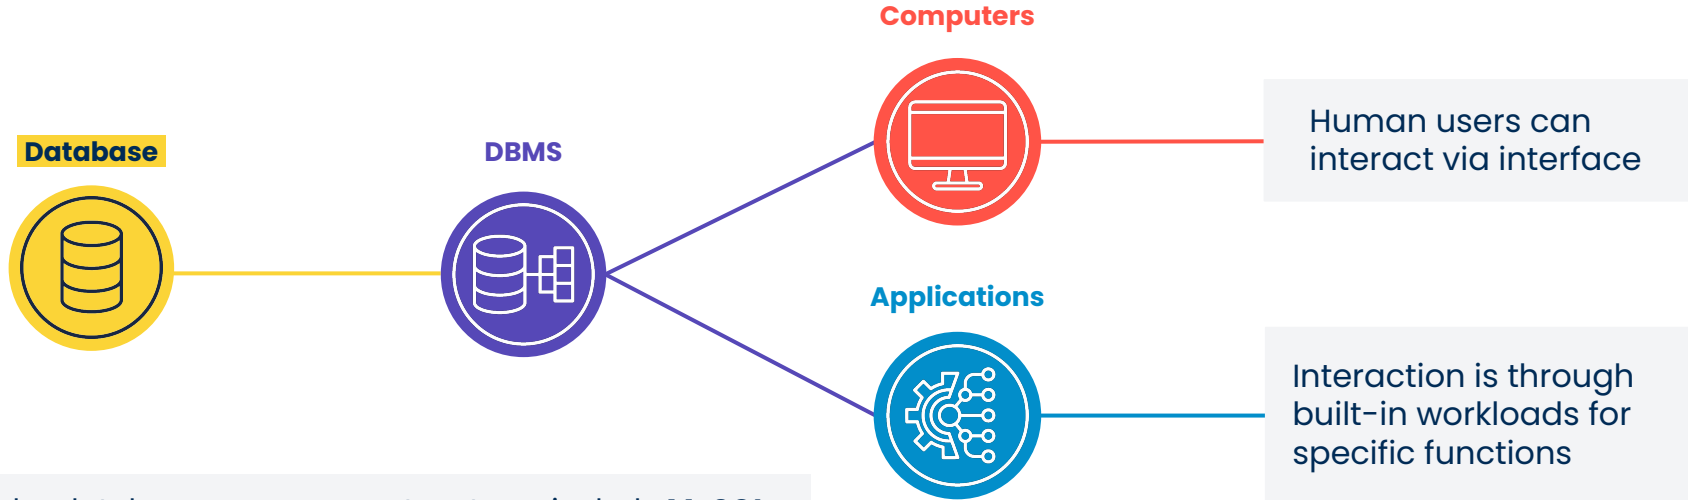 Computers
Human users can
interact via interface
Database
DBMS
Applications
Interaction is through
built-in workloads for
specific functions